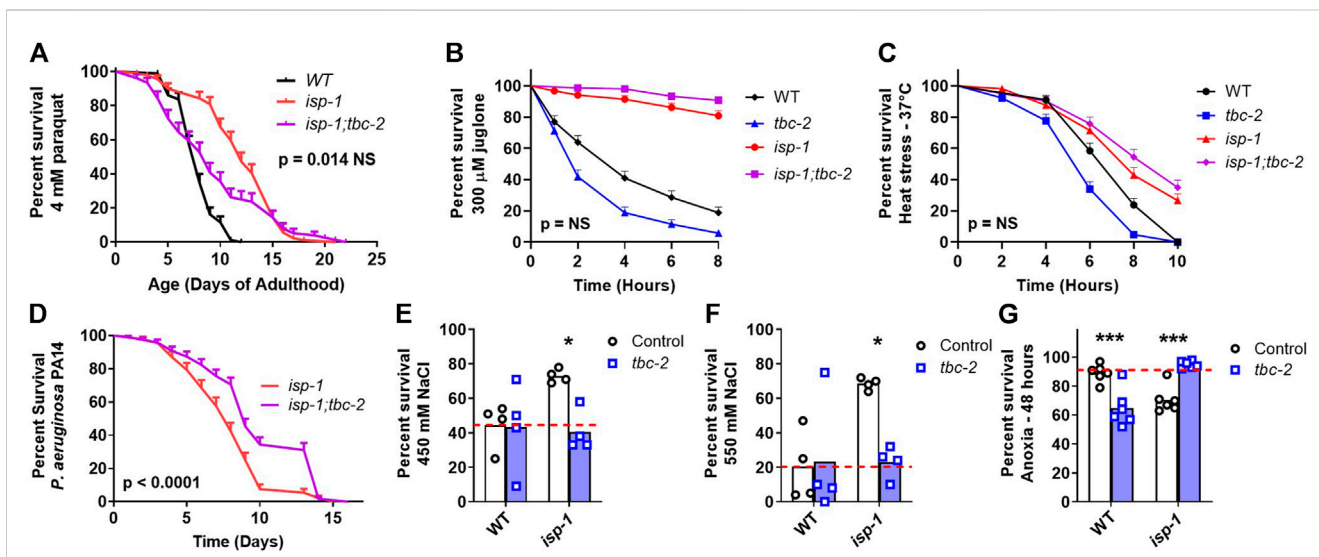 A
Percent survival
4 mM paraquat
100
80
60
40
20
0
0 5 10 15 20 25
Age (Days of Adulthood)
WT
isp-1
isp-1;tbc-2
p = 0.014 NS
B
Percent survival
300 µM juglone
100
80
60
40
20
0
0 2 4 6 8
Time (Hours)
WT
tbc-2
isp-1
isp-1;tbc-2
p = NS
C
Percent survival
Heat stress - 37°C
100
80
60
40
20
0
0 2 4 6 8 10
Time (Hours)
WT
tbc-2
isp-1
isp-1;tbc-2
p = NS
D
Percent Survival
P. aeruginosa PA14
100
80
60
40
20
0
0 5 10 15
Time (Days)
isp-1
isp-1;tbc-2
p < 0.0001
E
Percent survival
450 mM NaCl
100
80
60
40
20
0
*
WT
isp-1
Control
tbc-2
F
Percent survival
550 mM NaCl
100
80
60
40
20
0
*
WT
isp-1
Control
tbc-2
G
Percent survival
Anoxia - 48 hours
100
80
60
40
20
0
*** ***
WT
isp-1
Control
tbc-2